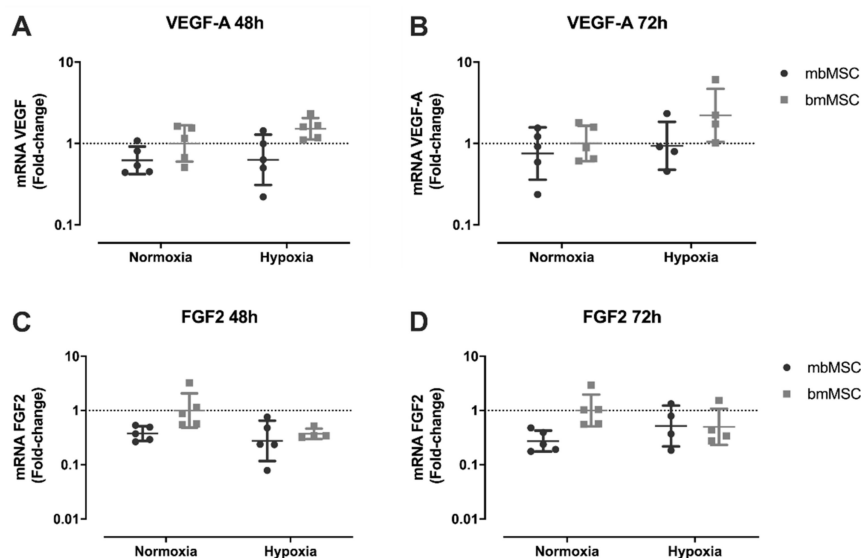 A
VEGF-A 48h
mRNA VEGF
(Fold-change)
10
1
0.1
Normoxia
Hypoxia
B
VEGF-A 72h
mRNA VEGF-A
(Fold-change)
10
1
0.1
Normoxia
Hypoxia
mbMSC
bmMSC
C
FGF2 48h
mRNA FGF2
(Fold-change)
10
1
0.1
0.01
Normoxia
Hypoxia
D
FGF2 72h
mRNA FGF2
(Fold-change)
10
1
0.1
0.01
Normoxia
Hypoxia
mbMSC
bmMSC